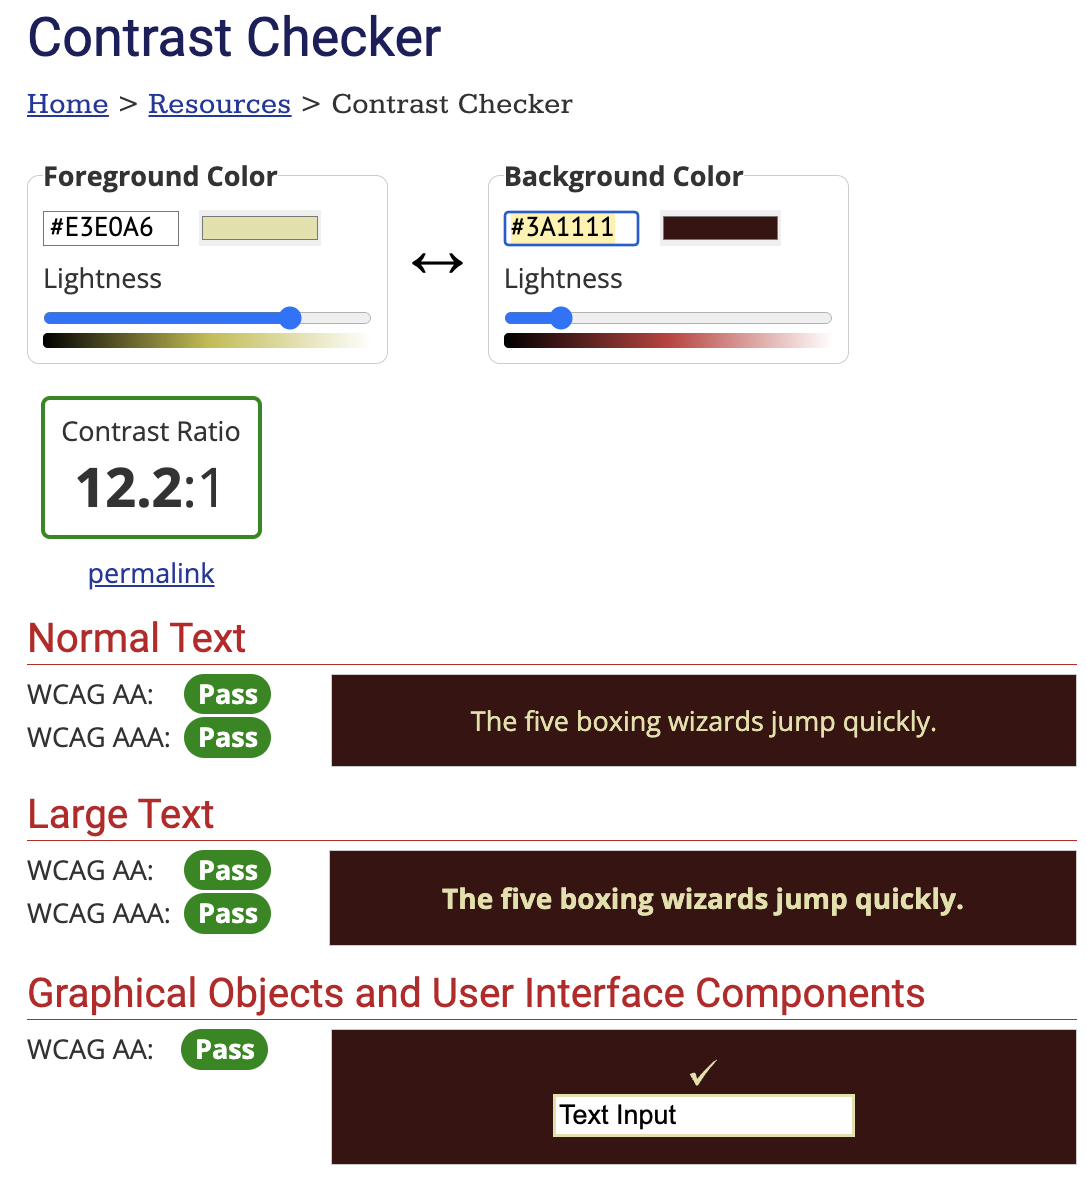 Contrast Checker
Home > Resources > Contrast Checker
Foreground Color
#E3E0A6
Lightness
Background Color
#3A1111
Lightness
Contrast Ratio
12.2:1
permalink
Normal Text
WCAG AA: Pass
WCAG AAA: Pass
The five boxing wizards jump quickly.
Large Text
WCAG AA: Pass
WCAG AAA: Pass
The five boxing wizards jump quickly.
Graphical Objects and User Interface Components
WCAG AA: Pass
✓
Text Input